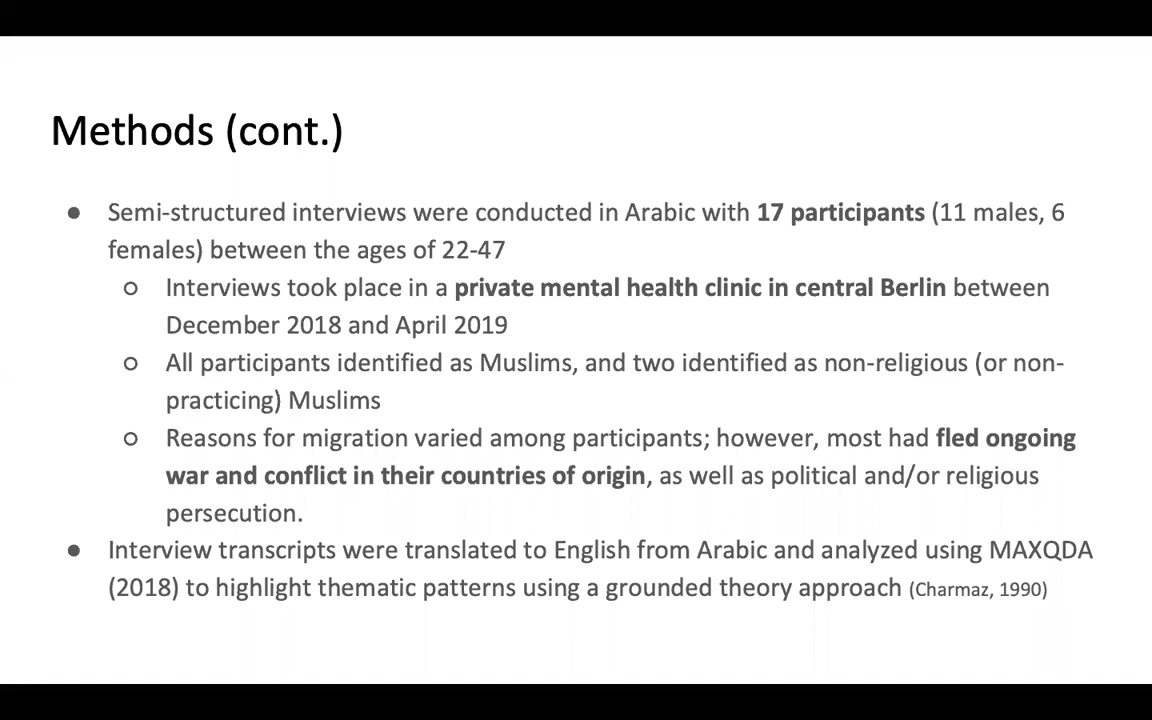 Methods (cont.)
● Semi-structured interviews were conducted in Arabic with 17 participants (11 males, 6
females) between the ages of 22-47
○ Interviews took place in a private mental health clinic in central Berlin between
December 2018 and April 2019
○ All participants identified as Muslims, and two identified as non-religious (or non-
practicing) Muslims
○ Reasons for migration varied among participants; however, most had fled ongoing
war and conflict in their countries of origin, as well as political and/or religious
persecution.
● Interview transcripts were translated to English from Arabic and analyzed using MAXQDA
(2018) to highlight thematic patterns using a grounded theory approach (Charmaz, 1990)